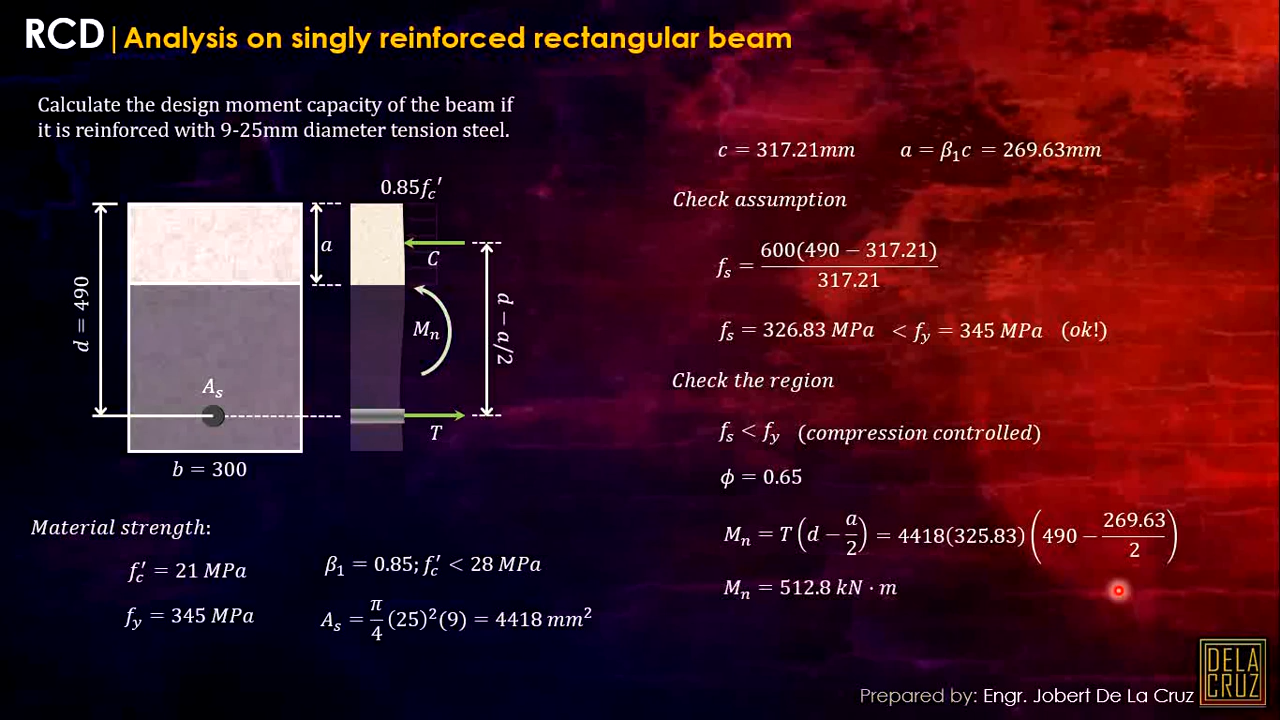 RCD|Analysis on singly reinforced rectangular beam
Calculate the design moment capacity of the beam if
it is reinforced with 9-25mm diameter tension steel.
0.85f_c'
a
C
d = 490
M_n
d − a/2
A_s
T
b = 300
Material strength:
f_c' = 21 MPa
f_y = 345 MPa
β_1 = 0.85; f_c' < 28 MPa
A_s = π/4 (25)^2(9) = 4418 mm^2
c = 317.21mm a = β_1c = 269.63mm
Check assumption
f_s = 600(490 − 317.21)/317.21
f_s = 326.83 MPa < f_y = 345 MPa (ok!)
Check the region
f_s < f_y (compression controlled)
ϕ = 0.65
M_n = T(d − a/2) = 4418(325.83)(490 − 269.63/2)
M_n = 512.8 kN · m
Prepared by: Engr. Jobert De La Cruz
DELA
CRUZ